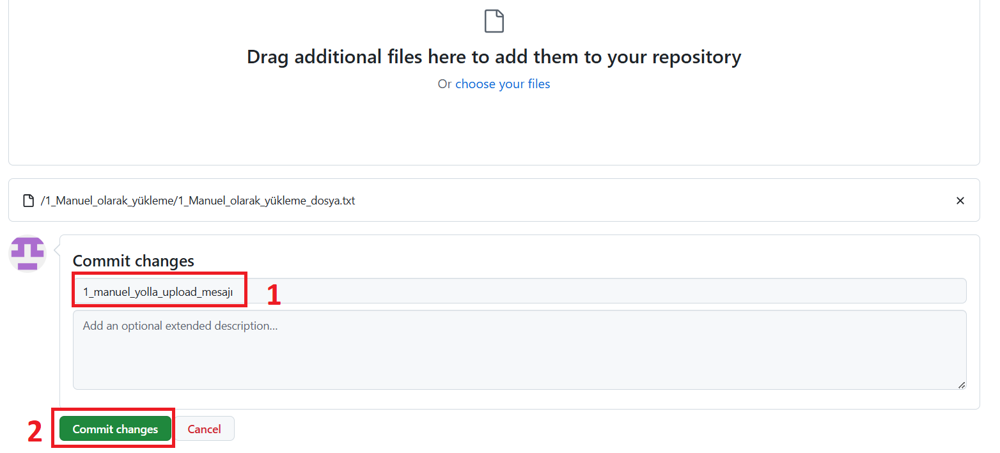 Drag additional files here to add them to your repository
Or choose your files
/1_Manuel_olarak_yükleme/1_Manuel_olarak_yükleme_dosya.txt
Commit changes
1_manuel_yolla_upload_mesajı
1
Add an optional extended description...
2
Commit changes
Cancel